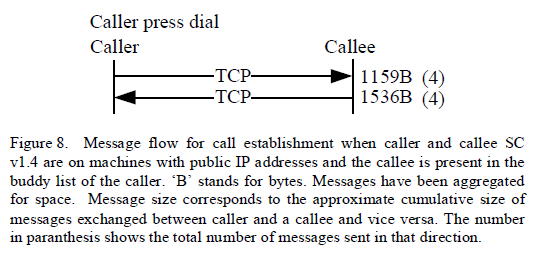 Caller press dial
Caller Callee
TCP 1159B (4)
TCP 1536B (4)
Figure 8. Message flow for call establishment when caller and callee SC
v1.4 are on machines with public IP addresses and the callee is present in the
buddy list of the caller. ‘B’ stands for bytes. Messages have been aggregated
for space. Message size corresponds to the approximate cumulative size of
messages exchanged between caller and a callee and vice versa. The number
in paranthesis shows the total number of messages sent in that direction.